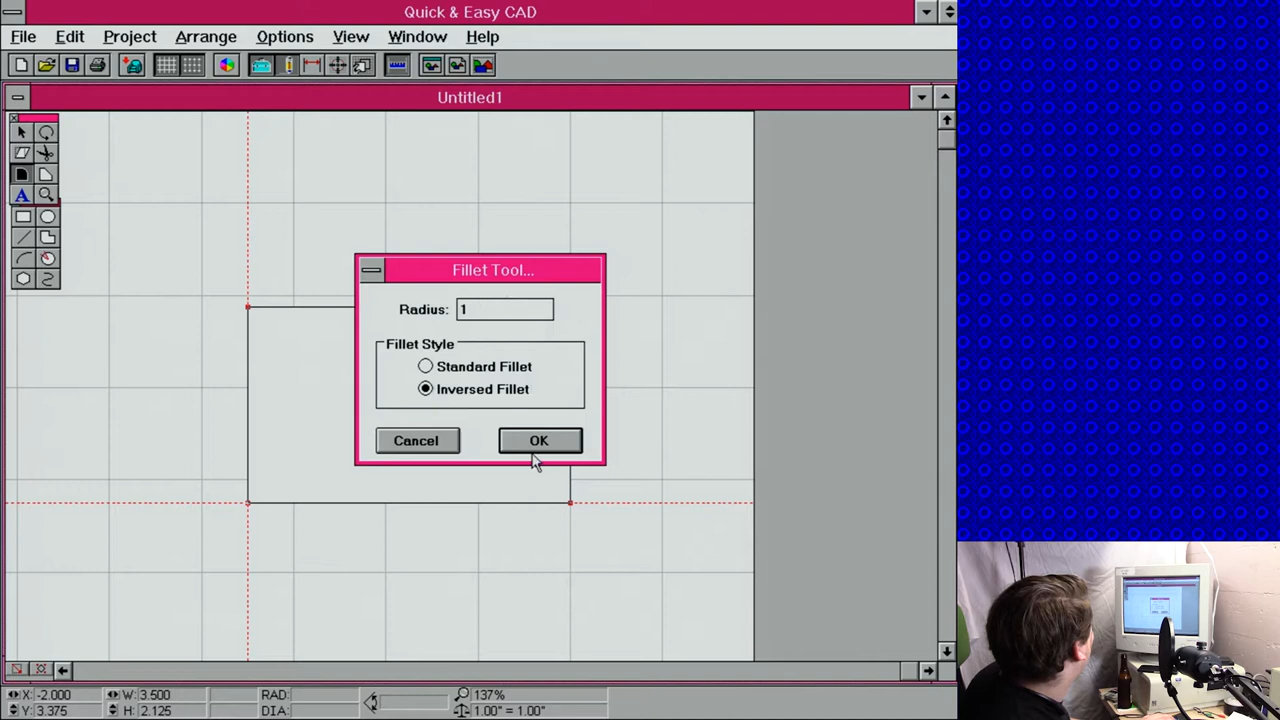 Quick & Easy CAD
File Edit Project Arrange Options View Window Help
Untitled1
A
Fillet Tool...
Radius: 1
Fillet Style
Standard Fillet
Inversed Fillet
Cancel OK
X: -2.000 W: 3.500 RAD: 137%
Y: 3.375 H: 2.125 DIA: 1.00" = 1.00"